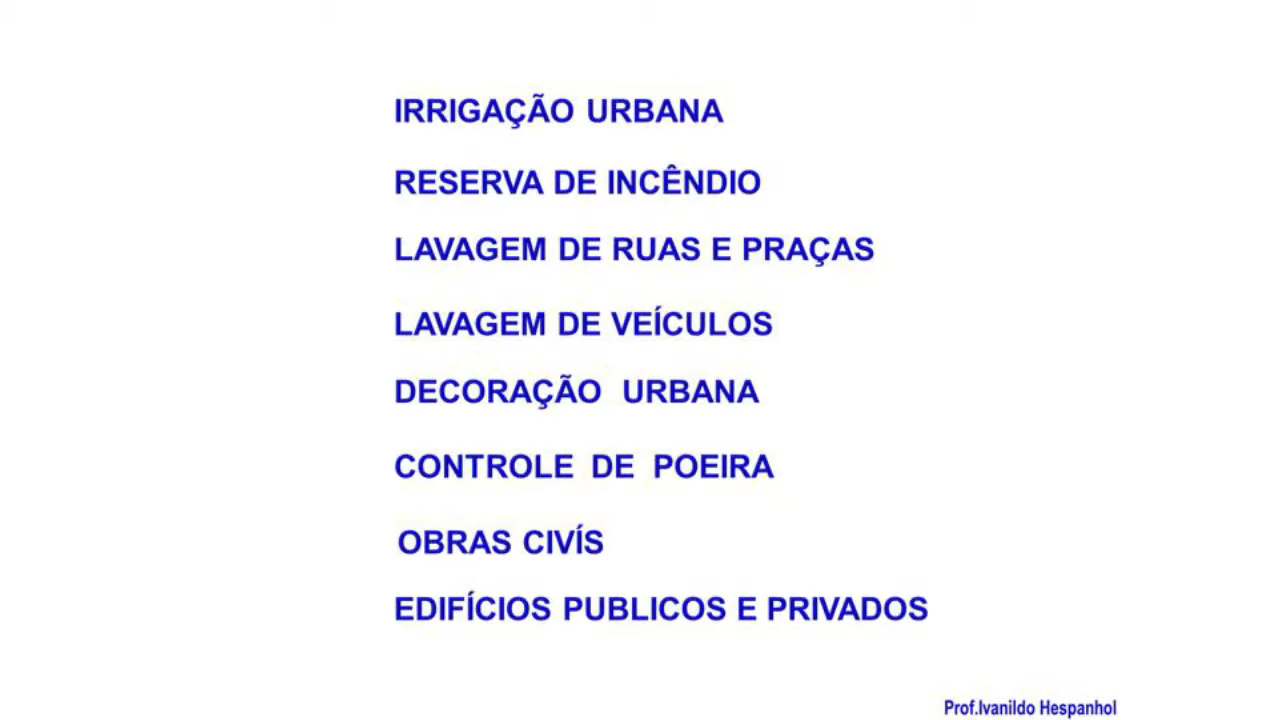 IRRIGAÇÃO URBANA
RESERVA DE INCÊNDIO
LAVAGEM DE RUAS E PRAÇAS
LAVAGEM DE VEÍCULOS
DECORAÇÃO URBANA
CONTROLE DE POEIRA
OBRAS CIVÍS
EDIFÍCIOS PUBLICOS E PRIVADOS
Prof.Ivanildo Hespanhol